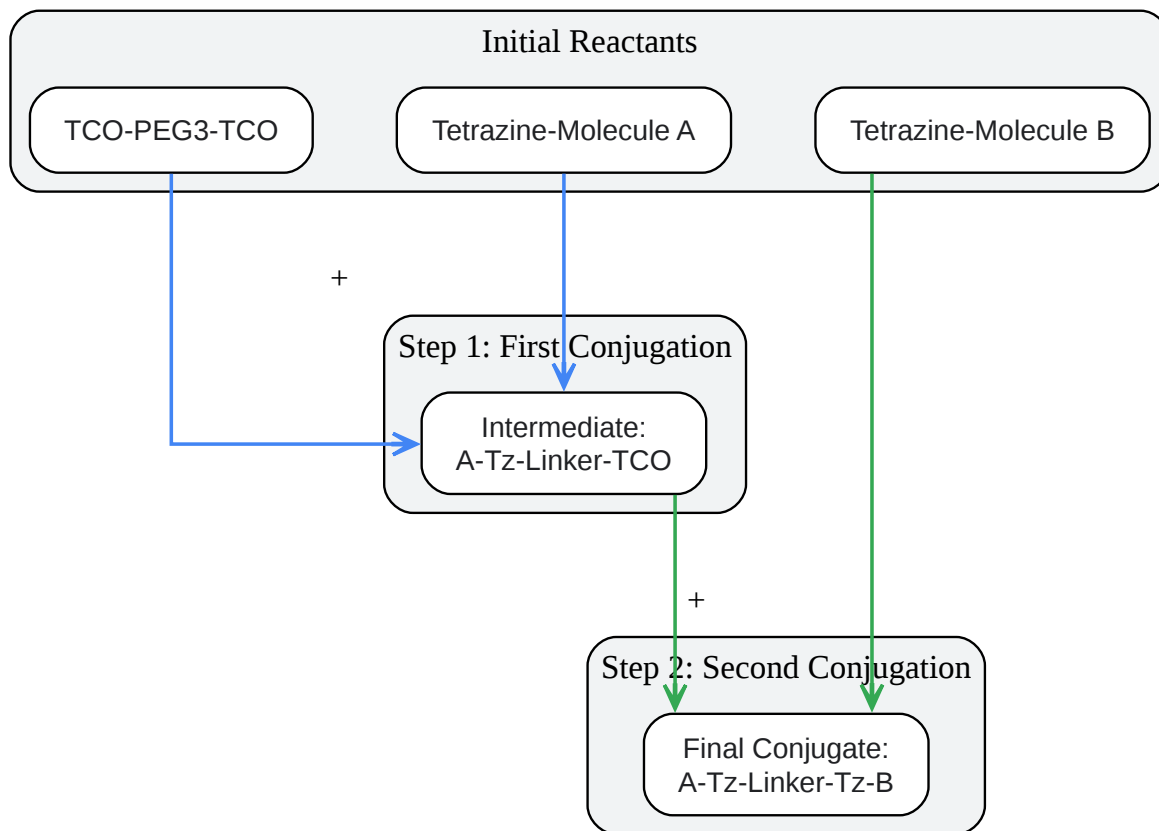 Initial Reactants
TCO-PEG3-TCO
Tetrazine-Molecule A
Tetrazine-Molecule B
+
Step 1: First Conjugation
Intermediate:
A-Tz-Linker-TCO
+
Step 2: Second Conjugation
Final Conjugate:
A-Tz-Linker-Tz-B